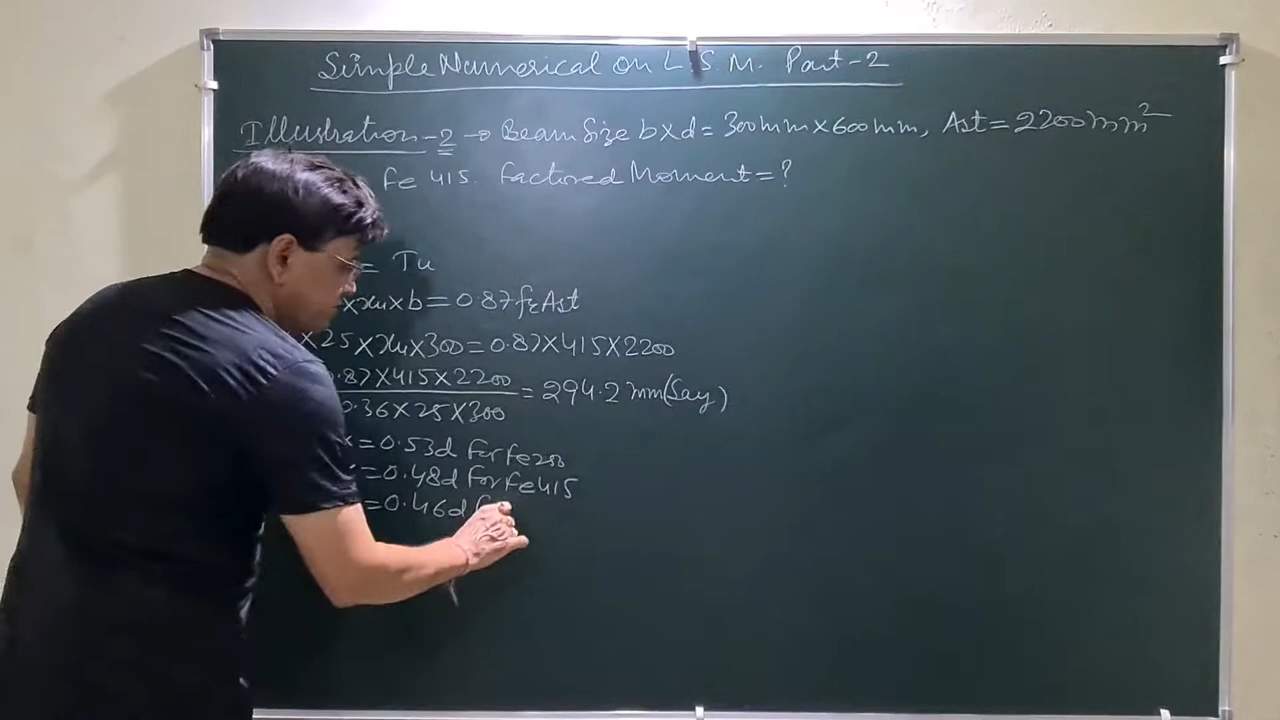 Simple Numerical on L.S.M. Part-2
Illustration-2 → Beam Size b×d = 300mm×600mm, Ast = 2200mm²
fe 415. Factored Moment = ?
= Tu
×xu×b = 0.87fyAst
×25×xu×300 = 0.87×415×2200
.87×415×2200
= 294.2 mm(Say)
0.36×25×300
= 0.53d for fe250
= 0.48d for fe415
= 0.46d